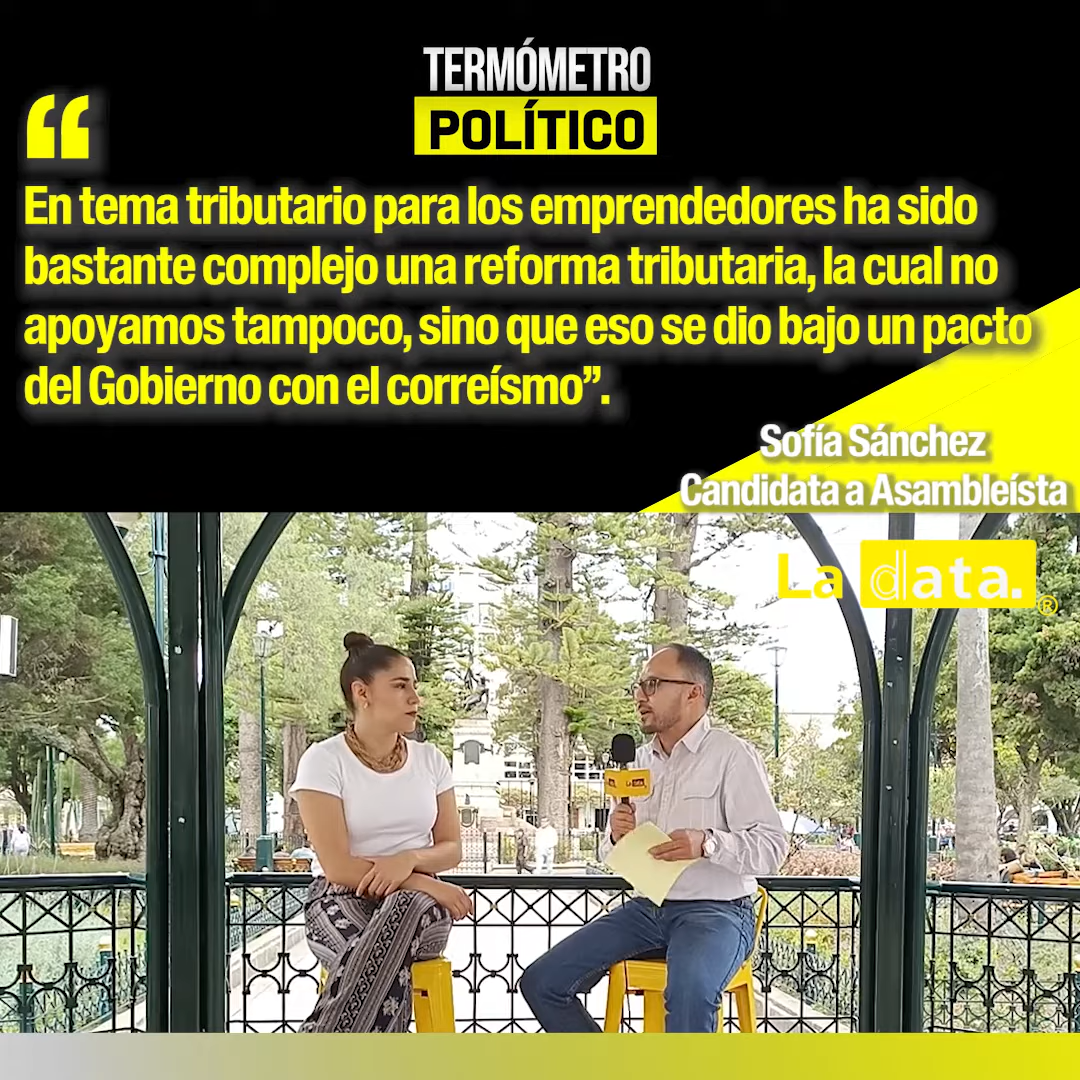 TERMÓMETRO
POLÍTICO
“
En tema tributario para los emprendedores ha sido
bastante complejo una reforma tributaria, la cual no
apoyamos tampoco, sino que eso se dio bajo un pacto
del Gobierno con el correísmo”.
Sofía Sánchez
Candidata a Asambleísta
La data.®
La data.